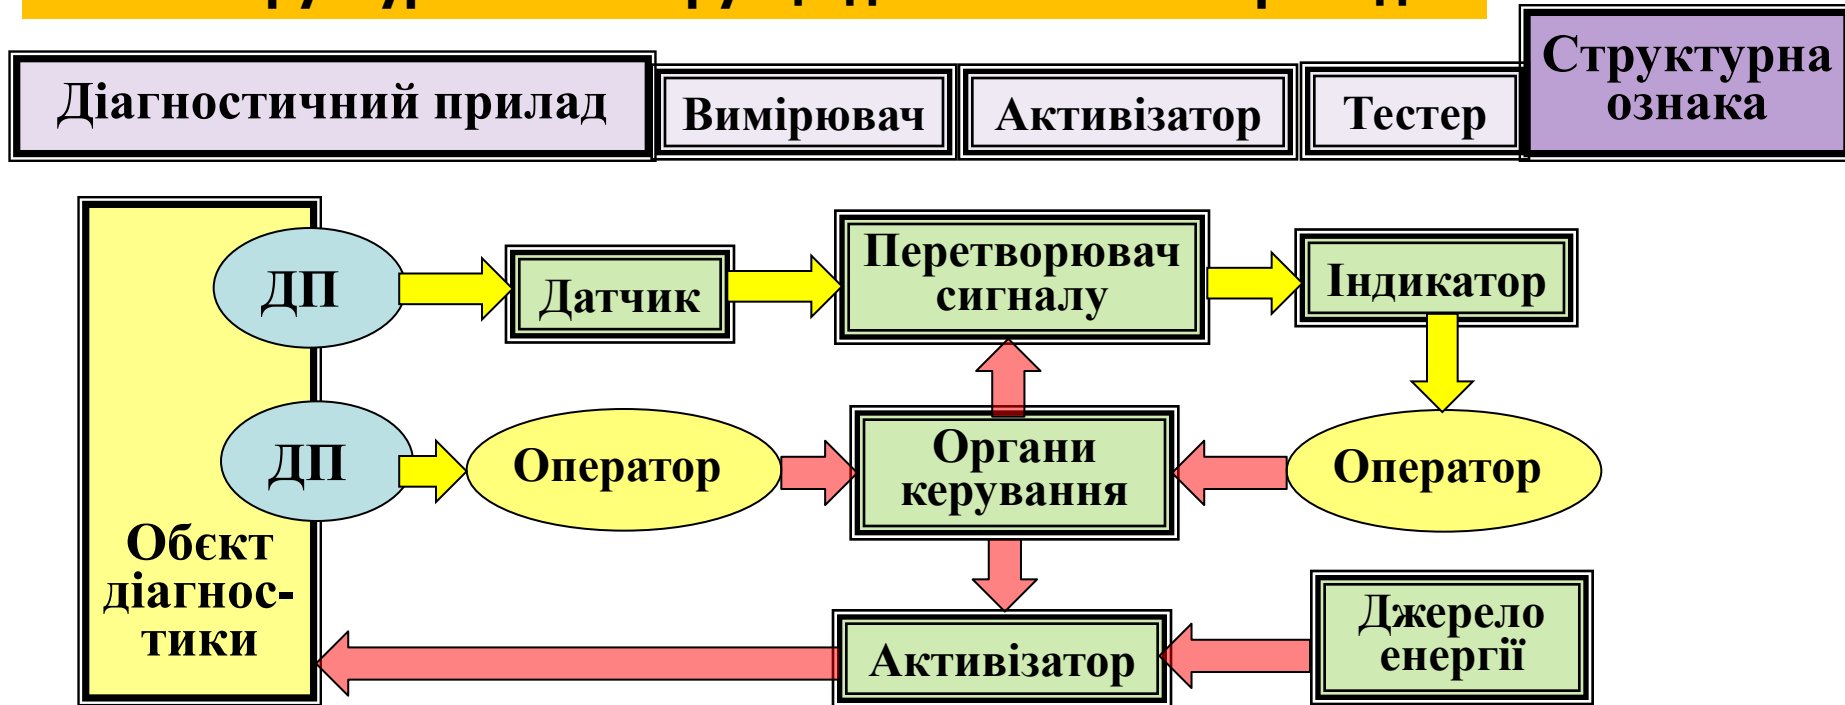 Діагностичний прилад
Вимірювач
Активізатор
Тестер
Структурна
ознака
ДП
Датчик
Перетворювач
сигналу
Індикатор
ДП
Оператор
Органи
керування
Оператор
Обєкт
діагнос-
тики
Активізатор
Джерело
енергії